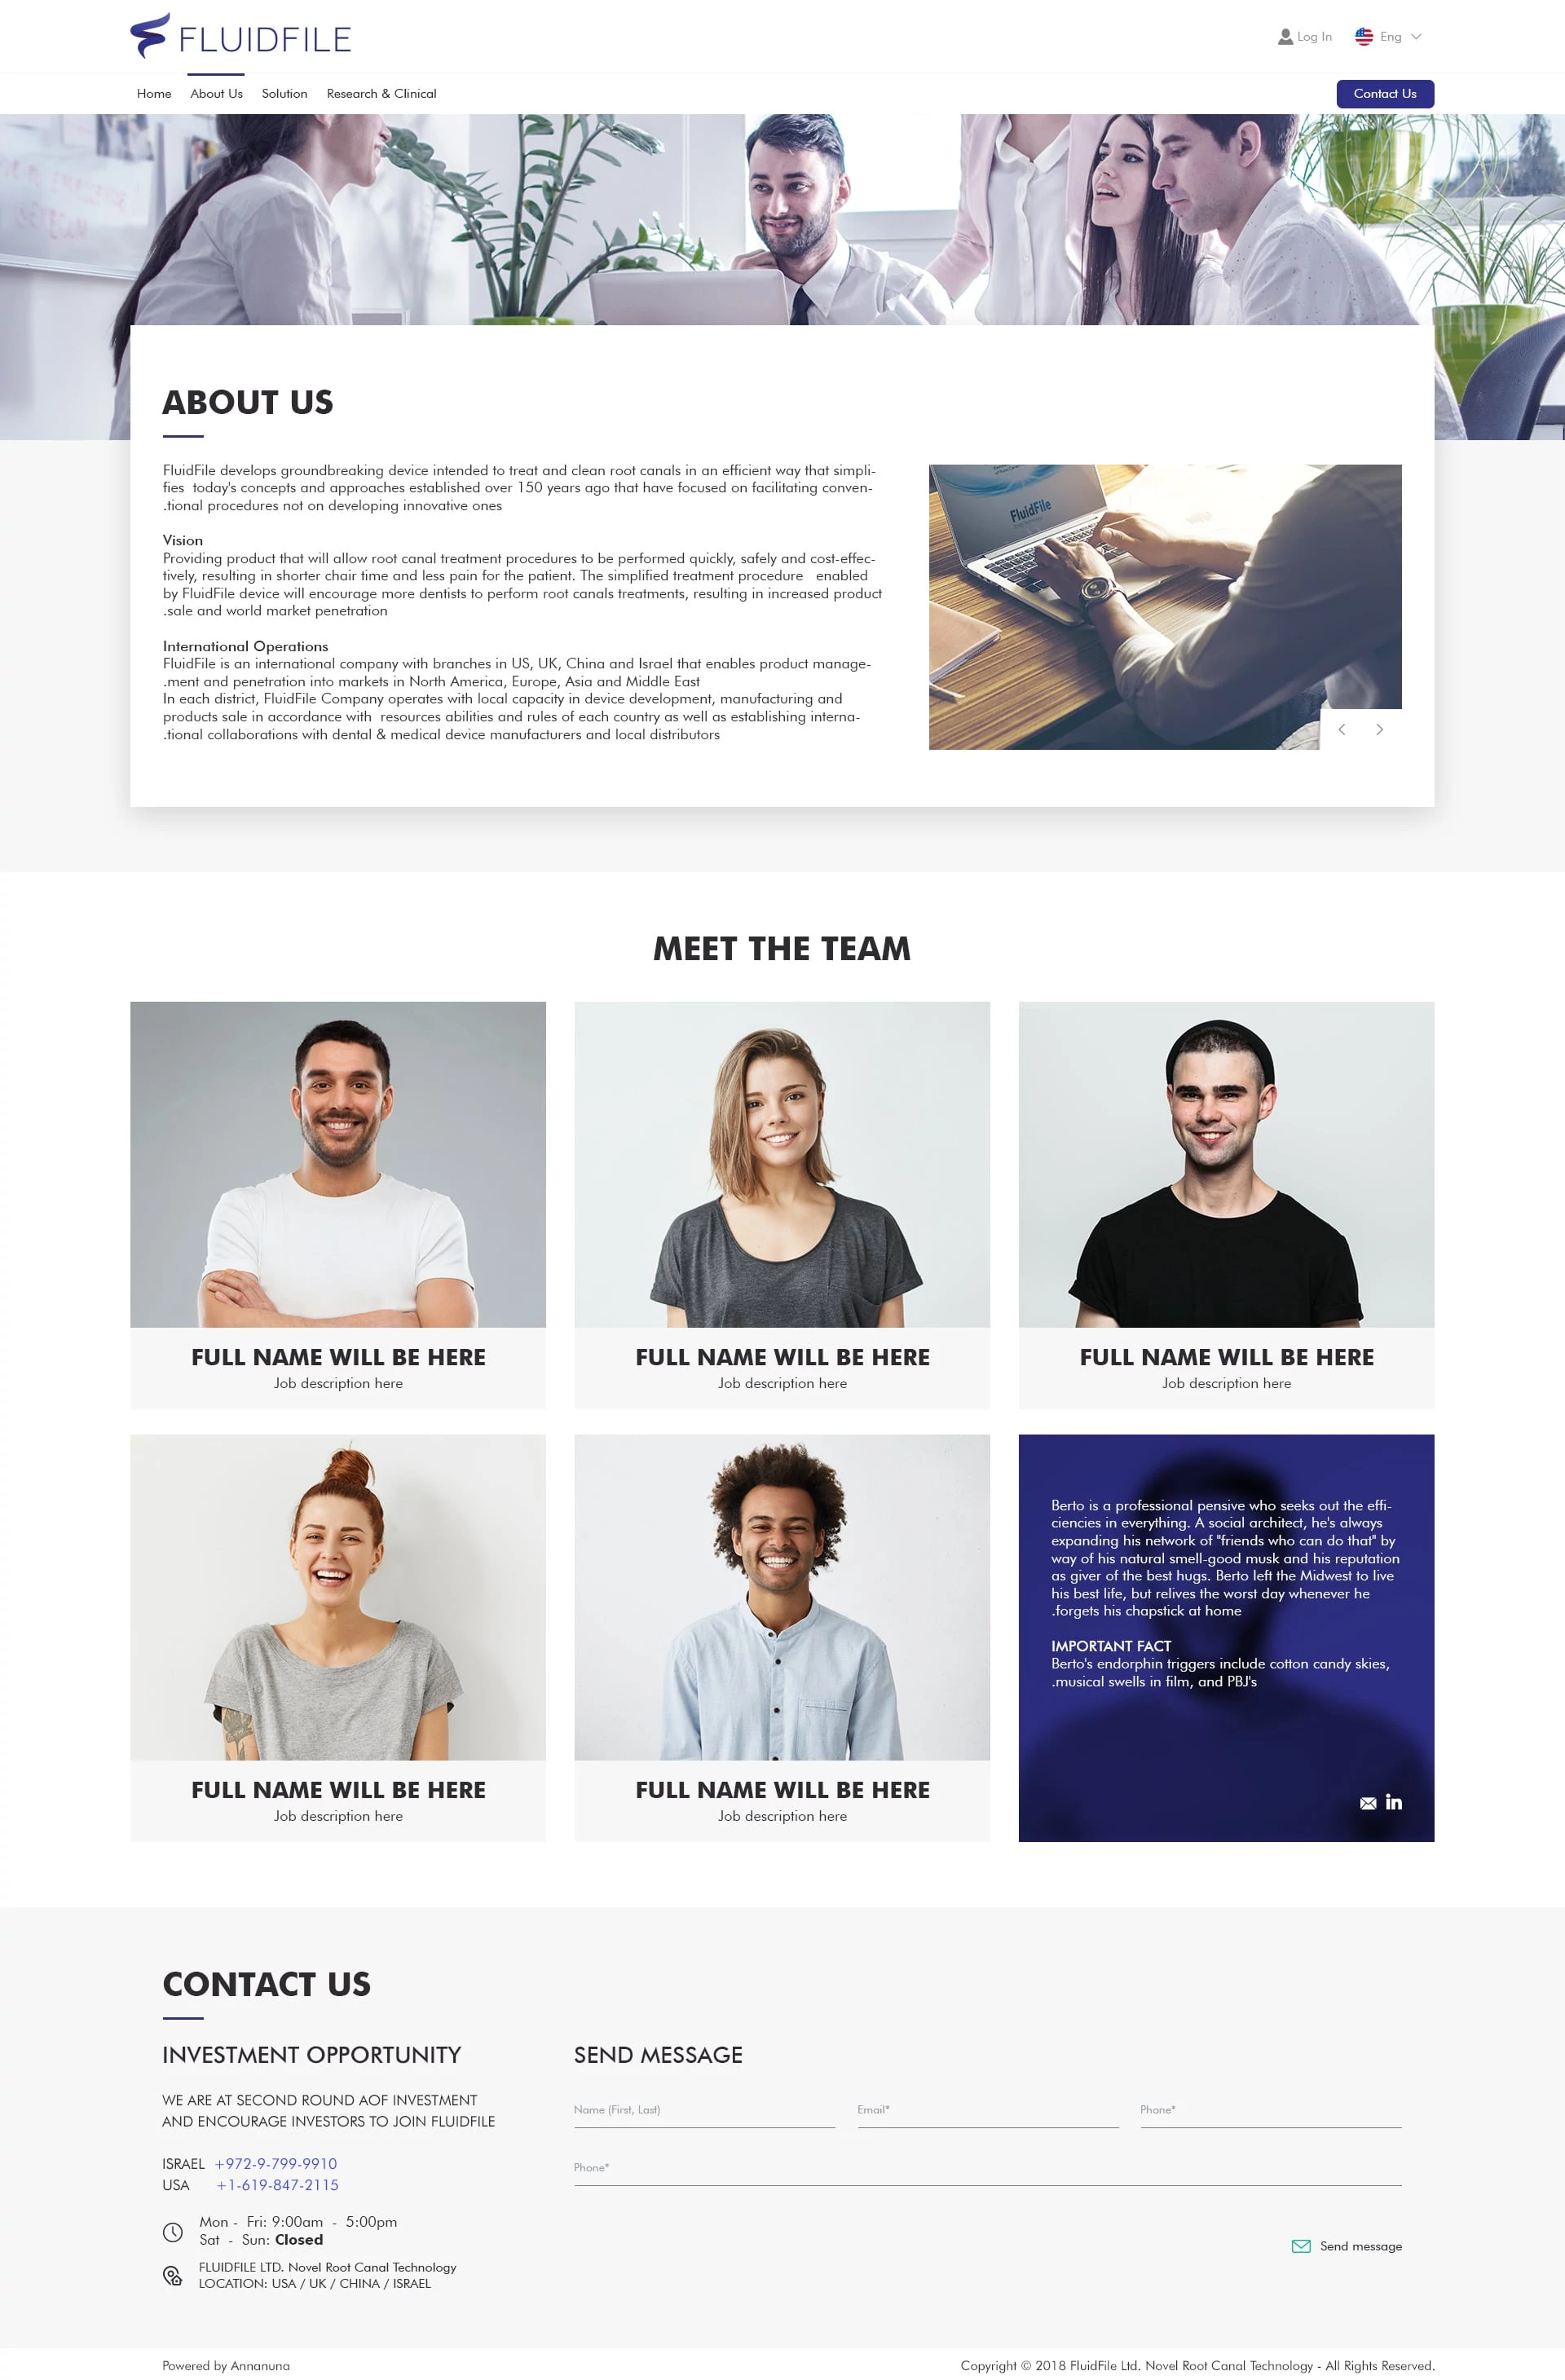 FLUIDFILE
Log In
Eng
Home
About Us
Solution
Research & Clinical
Contact Us
ABOUT US
FluidFile develops groundbreaking device intended to treat and clean root canals in an efficient way that simpli-
fies  today's concepts and approaches established over 150 years ago that have focused on facilitating conven-
.tional procedures not on developing innovative ones
Vision
Providing product that will allow root canal treatment procedures to be performed quickly, safely and cost-effec-
tively, resulting in shorter chair time and less pain for the patient. The simplified treatment procedure   enabled
by FluidFile device will encourage more dentists to perform root canals treatments, resulting in increased product
.sale and world market penetration
International Operations
FluidFile is an international company with branches in US, UK, China and Israel that enables product manage-
.ment and penetration into markets in North America, Europe, Asia and Middle East
In each district, FluidFile Company operates with local capacity in device development, manufacturing and
products sale in accordance with  resources abilities and rules of each country as well as establishing interna-
.tional collaborations with dental & medical device manufacturers and local distributors
FluidFile
MEET THE TEAM
FULL NAME WILL BE HERE
Job description here
FULL NAME WILL BE HERE
Job description here
FULL NAME WILL BE HERE
Job description here
FULL NAME WILL BE HERE
Job description here
FULL NAME WILL BE HERE
Job description here
Berto is a professional pensive who seeks out the effi-
ciencies in everything. A social architect, he's always
expanding his network of "friends who can do that" by
way of his natural smell-good musk and his reputation
as giver of the best hugs. Berto left the Midwest to live
his best life, but relives the worst day whenever he
.forgets his chapstick at home
IMPORTANT FACT
Berto's endorphin triggers include cotton candy skies,
.musical swells in film, and PBJ's
in
CONTACT US
INVESTMENT OPPORTUNITY
WE ARE AT SECOND ROUND AOF INVESTMENT
AND ENCOURAGE INVESTORS TO JOIN FLUIDFILE
ISRAEL +972-9-799-9910
USA +1-619-847-2115
Mon -  Fri: 9:00am  -  5:00pm
Sat  -  Sun: Closed
FLUIDFILE LTD. Novel Root Canal Technology
LOCATION: USA / UK / CHINA / ISRAEL
SEND MESSAGE
Name (First, Last)
Email*
Phone*
Phone*
Send message
Powered by Annanuna
Copyright © 2018 FluidFile Ltd. Novel Root Canal Technology - All Rights Reserved.